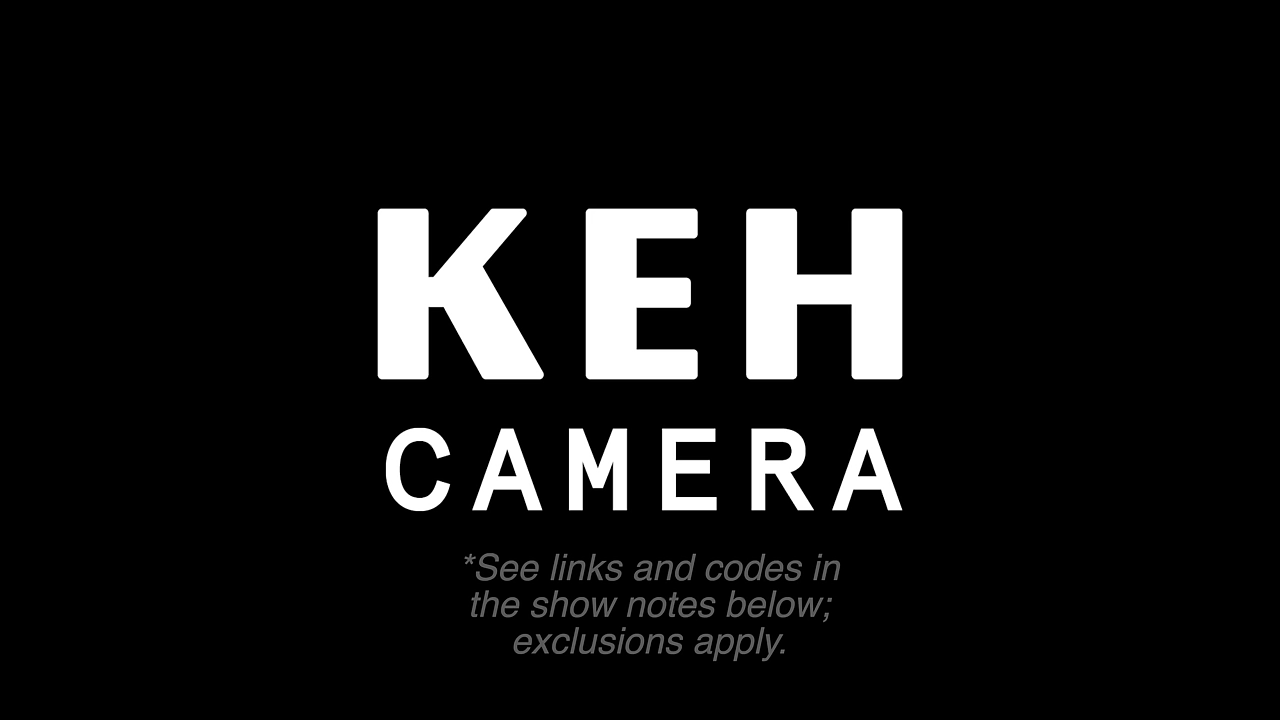 KEH
CAMERA
*See links and codes in
the show notes below;
exclusions apply.